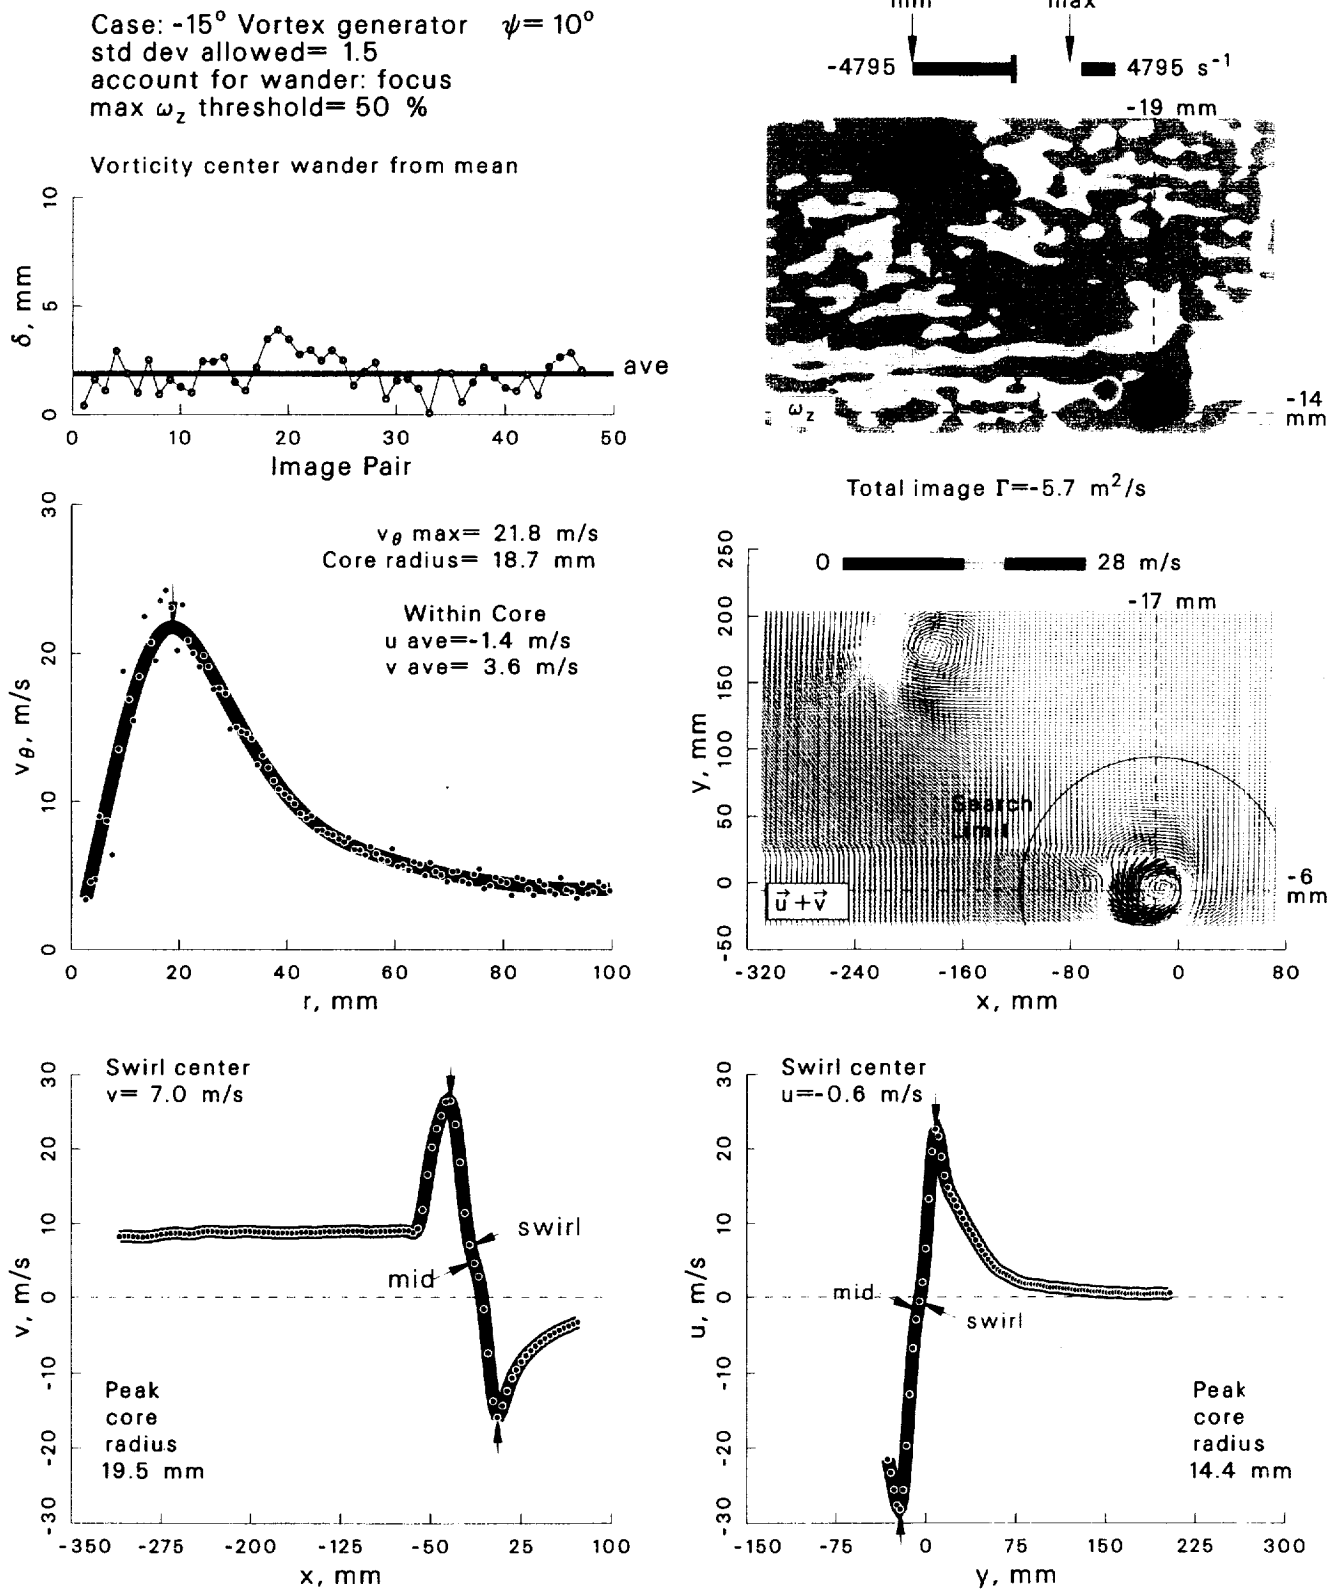 Case: -15° Vortex generator ψ= 10°
std dev allowed= 1.5
account for wander: focus
max ω_z threshold= 50 %
max
-4795 4795 s⁻¹
-19 mm
ω_z
-14
mm
Vorticity center wander from mean
10
5
0
δ, mm
ave
0 10 20 30 40 50
Image Pair
Total image Γ=-5.7 m²/s
30
20
10
0
v_θ, m/s
v_θ max= 21.8 m/s
Core radius= 18.7 mm
Within Core
u ave=-1.4 m/s
v ave= 3.6 m/s
0 20 40 60 80 100
r, mm
0 28 m/s
-17 mm
250
200
150
100
50
0
-50
y, mm
Search
Limit
u⃗+v⃗
-6
mm
-320 -240 -160 -80 0 80
x, mm
Swirl center
v= 7.0 m/s
30
20
10
0
-10
-20
-30
v, m/s
swirl
mid
Peak
core
radius
19.5 mm
-350 -275 -200 -125 -50 25 100
x, mm
Swirl center
u=-0.6 m/s
30
20
10
0
-10
-20
-30
u, m/s
mid
swirl
Peak
core
radius
14.4 mm
-150 -75 0 75 150 225 300
y, mm